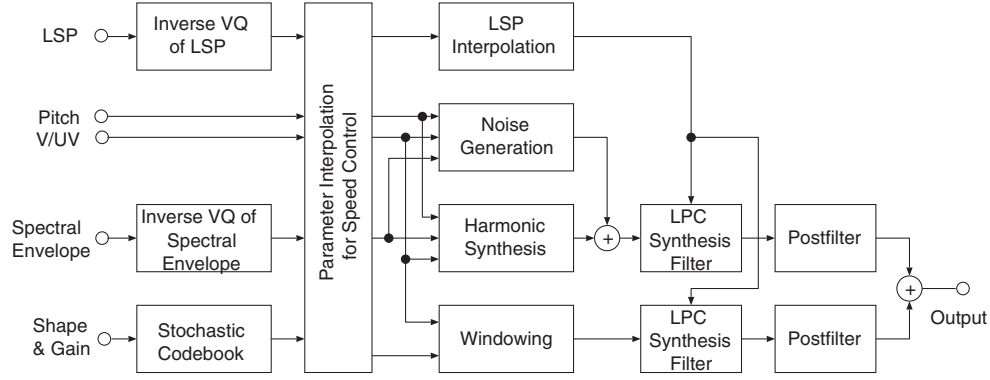 LSP
Inverse VQ
of LSP
LSP
Interpolation
Pitch
V/UV
Parameter Interpolation
for Speed Control
Noise
Generation
Spectral
Envelope
Inverse VQ of
Spectral
Envelope
Harmonic
Synthesis
+
LPC
Synthesis
Filter
Postfilter
+
Output
Shape
& Gain
Stochastic
Codebook
Windowing
LPC
Synthesis
Filter
Postfilter